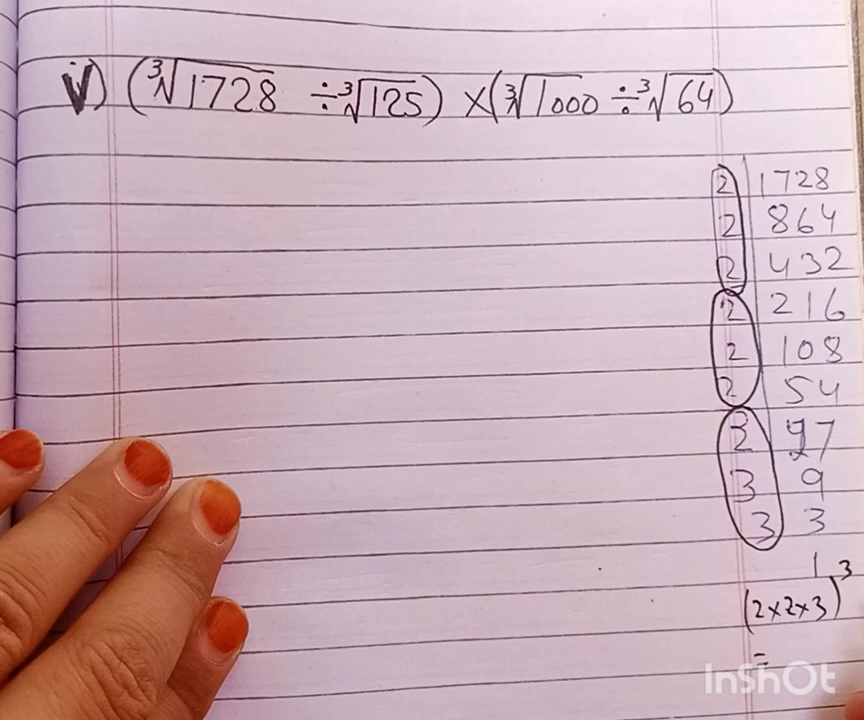 v) (∛1728 ÷ ∛125) × (∛1000 ÷ ∛64)
2 | 1728
2 | 864
2 | 432
2 | 216
2 | 108
2 | 54
3 | 27
3 | 9
3 | 3
1
(2×2×3)³
=
InShOt